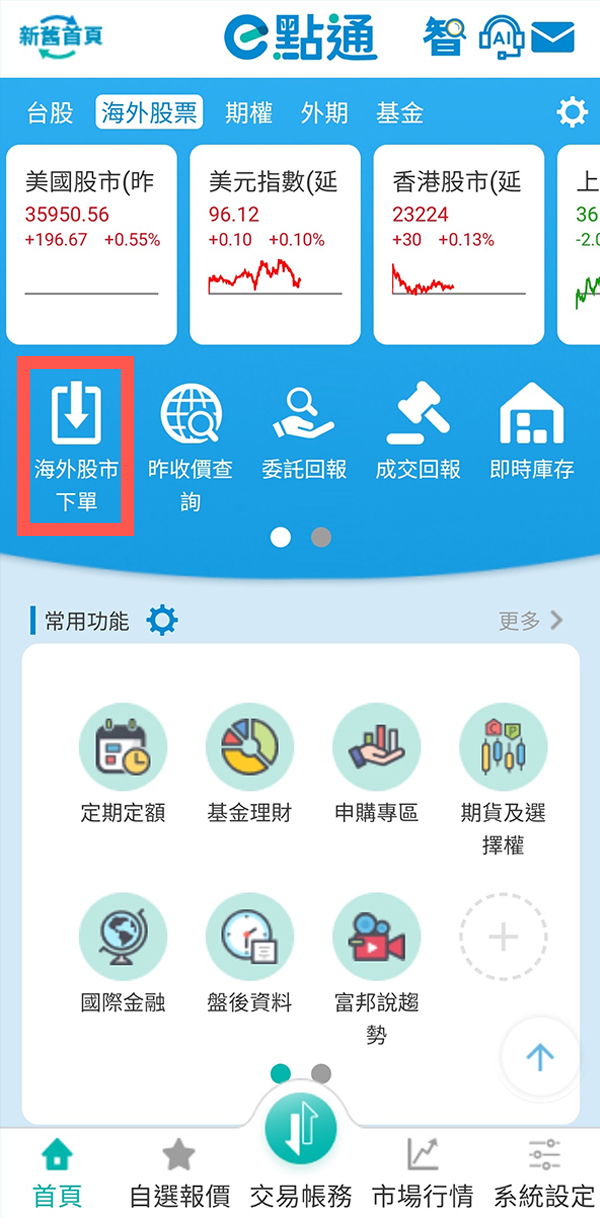 新舊首頁
e點通
智
AI
台股 海外股票 期權 外期 基金
美國股市(昨
35950.56
+196.67 +0.55%
美元指數(延
96.12
+0.10 +0.10%
香港股市(延
23224
+30 +0.13%
上
36
-2.0
海外股市
下單
昨收價查
詢
委託回報
成交回報
即時庫存
常用功能
更多
定期定額
基金理財
申購專區
C P
期貨及選
擇權
國際金融
盤後資料
富邦說趨
勢
首頁
自選報價
交易帳務
市場行情
系統設定